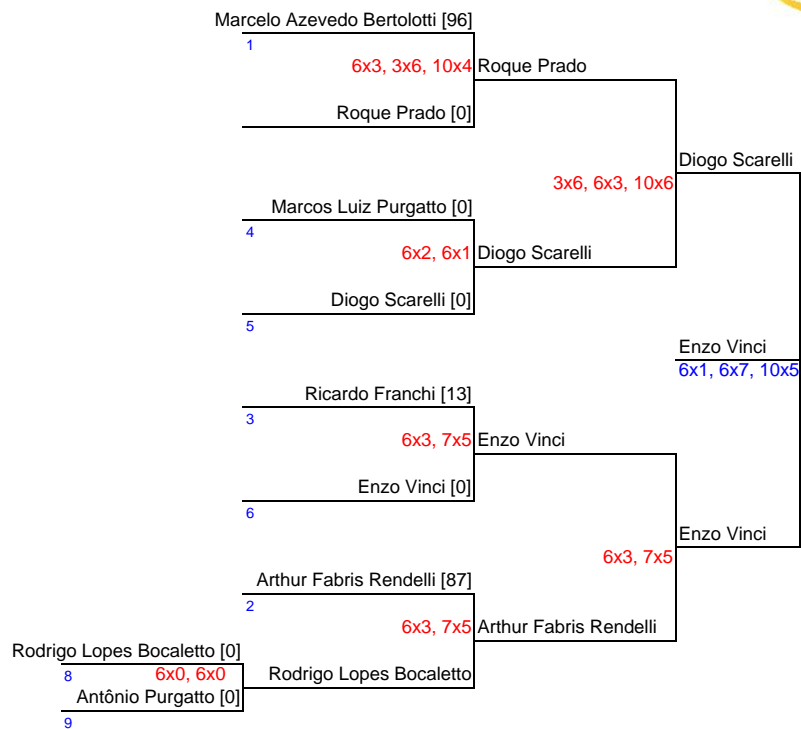 Marcelo Azevedo Bertolotti [96]
1
6x3, 3x6, 10x4 Roque Prado
Roque Prado [0]
Diogo Scarelli
3x6, 6x3, 10x6
Marcos Luiz Purgatto [0]
4
6x2, 6x1 Diogo Scarelli
Diogo Scarelli [0]
5
Enzo Vinci
6x1, 6x7, 10x5
Ricardo Franchi [13]
3
6x3, 7x5 Enzo Vinci
Enzo Vinci [0]
6
Enzo Vinci
6x3, 7x5
Arthur Fabris Rendelli [87]
2
6x3, 7x5 Arthur Fabris Rendelli
Rodrigo Lopes Bocaletto [0]
8 6x0, 6x0 Rodrigo Lopes Bocaletto
Antônio Purgatto [0]
9